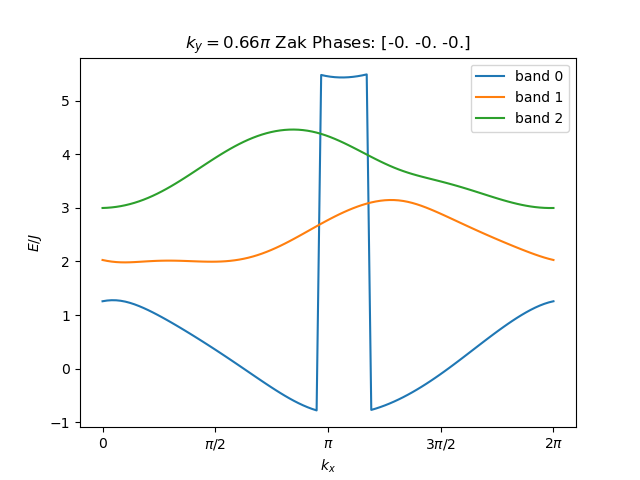 k_y = 0.66π Zak Phases: [-0. -0. -0.]
band 0
band 1
band 2
E/J
5
4
3
2
1
0
−1
0
π/2
π
3π/2
2π
k_x